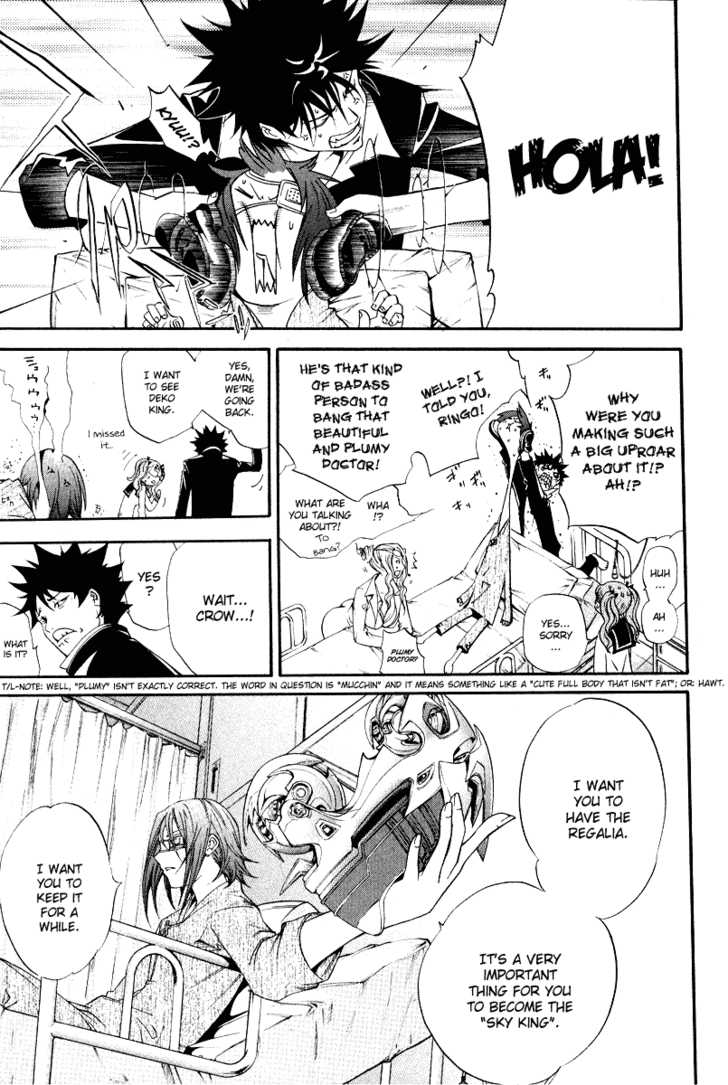 HOLA!
KYUU!?
WHY
WERE YOU
MAKING SUCH
A BIG UPROAR
ABOUT IT!?
AH!?
WELL?! I
TOLD YOU,
RINGO!
HE'S THAT KIND
OF BADASS
PERSON TO
BANG THAT
BEAUTIFUL
AND PLUMY
DOCTOR!
WHA
!?
WHAT ARE
YOU TALKING
ABOUT?!
TO
BANG?
PLUMY
DOCTOR!
HUH
...
AH
...
YES...
SORRY
...
YES,
DAMN,
WE'RE
GOING
BACK.
I WANT
TO SEE
DEKO
KING.
I missed
it..
WAIT...
CROW...!
YES
?
WHAT
IS IT?
T/L-NOTE: WELL, "PLUMY" ISN'T EXACTLY CORRECT. THE WORD IN QUESTION IS "MUCCHIN" AND IT MEANS SOMETHING LIKE A "CUTE FULL BODY THAT ISN'T FAT"; OR: HAWT.
I WANT
YOU TO
HAVE THE
REGALIA.
IT'S A VERY
IMPORTANT
THING FOR YOU
TO BECOME THE
"SKY KING".
I WANT
YOU TO
KEEP IT
FOR A
WHILE.